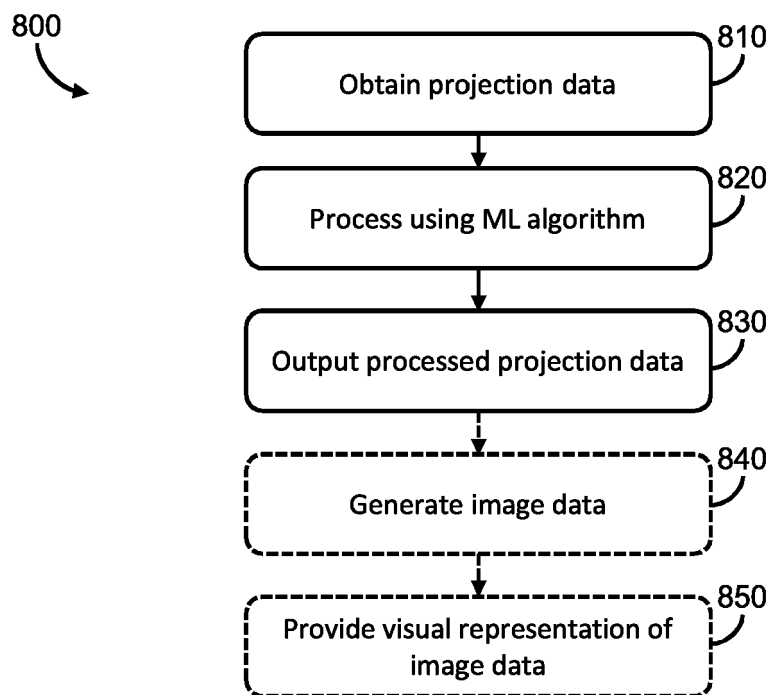 800
810
Obtain projection data
820
Process using ML algorithm
830
Output processed projection data
840
Generate image data
850
Provide visual representation of
image data